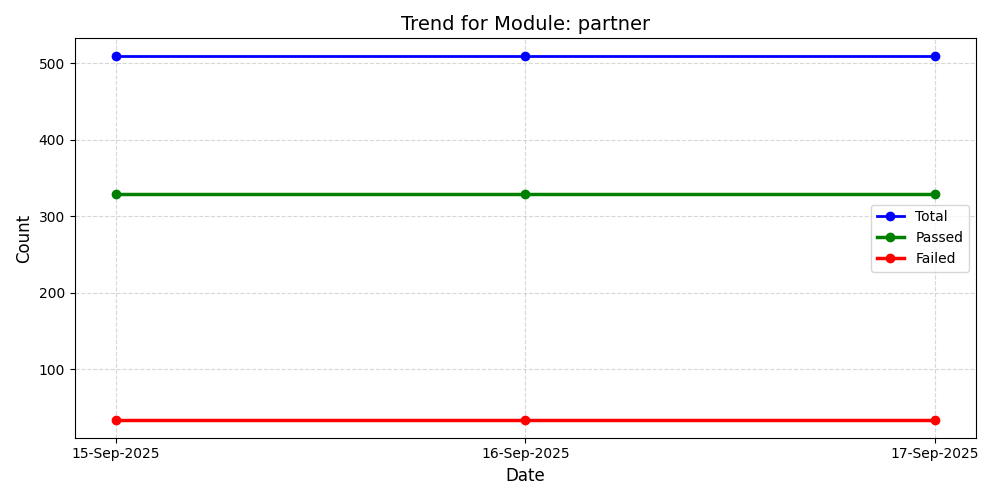 Trend for Module: partner
500
400
300
200
100
Count
Total
Passed
Failed
15-Sep-2025
16-Sep-2025
17-Sep-2025
Date